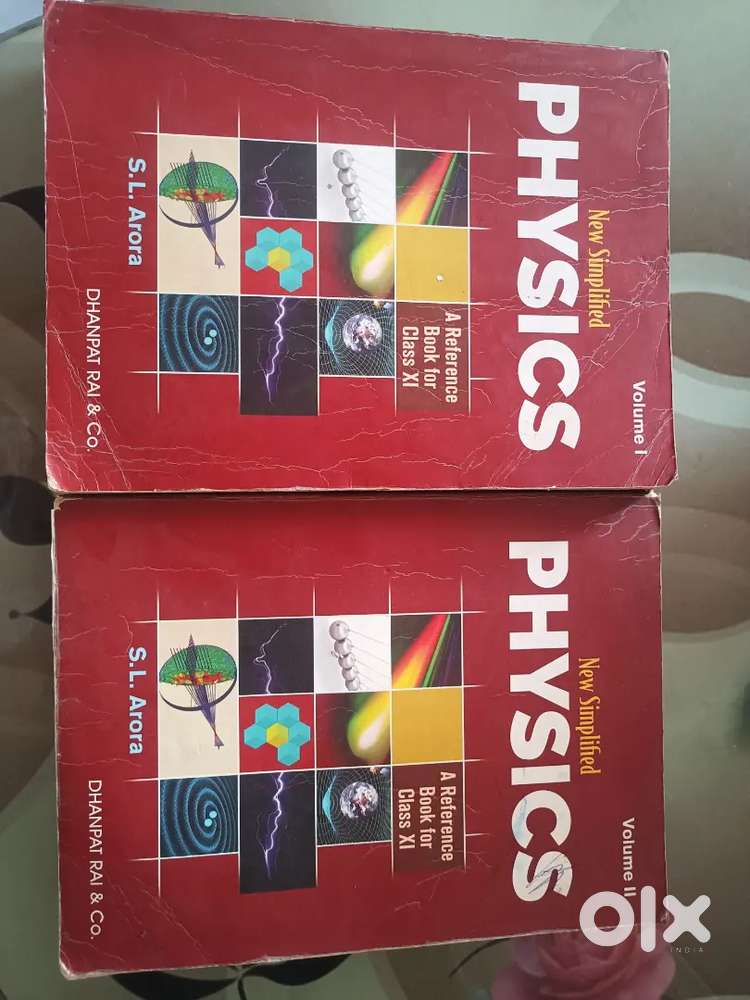 Volume I
New Simplified
PHYSICS
A Reference
Book for
Class XI
S.L. Arora
DHANPAT RAI & Co.
Volume II
New Simplified
PHYSICS
A Reference
Book for
Class XI
S.L. Arora
DHANPAT RAI & Co.
olx
INDIA